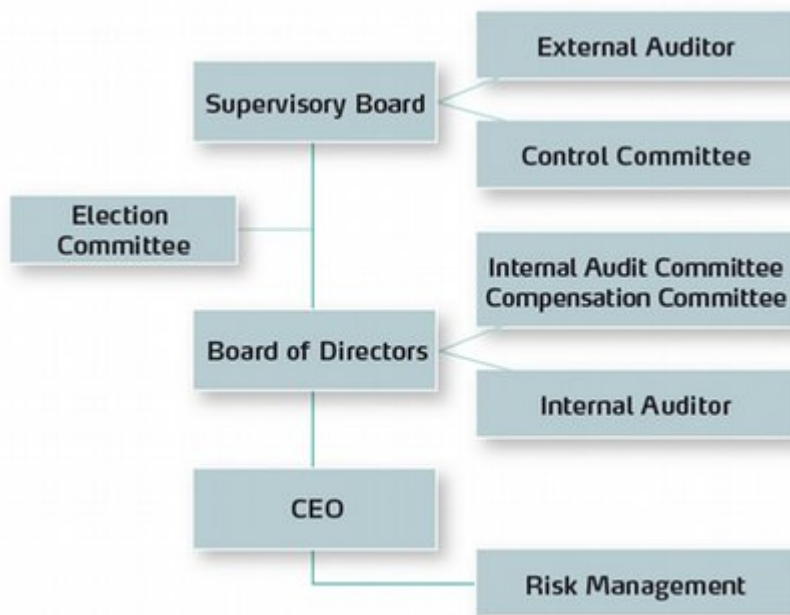 External Auditor
Supervisory Board
Control Committee
Election
Committee
Internal Audit Committee
Compensation Committee
Board of Directors
Internal Auditor
CEO
Risk Management